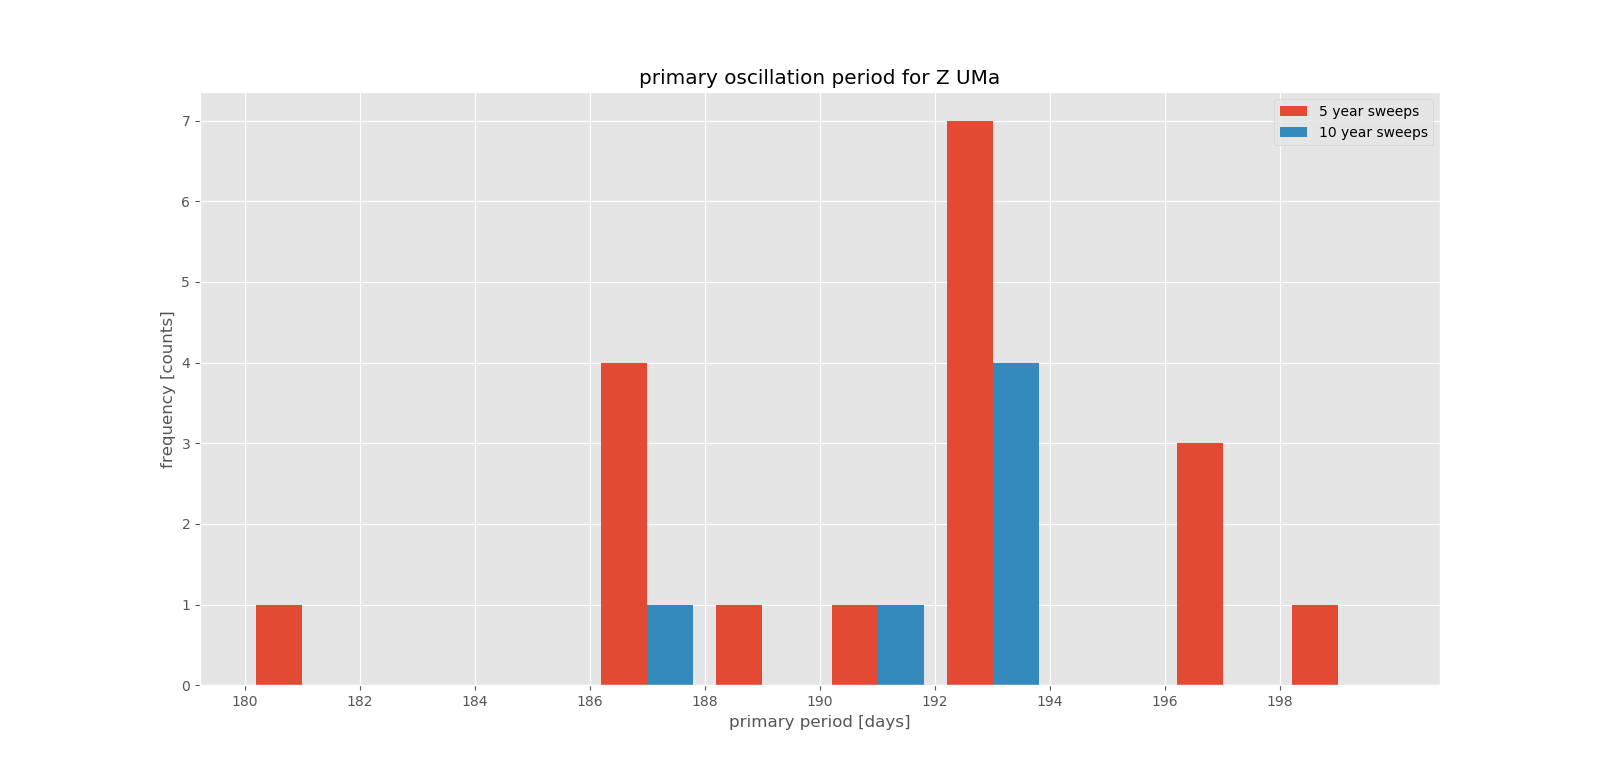 primary oscillation period for Z UMa
5 year sweeps
10 year sweeps
7
6
5
4
3
2
1
0
frequency [counts]
180 182 184 186 188 190 192 194 196 198
primary period [days]